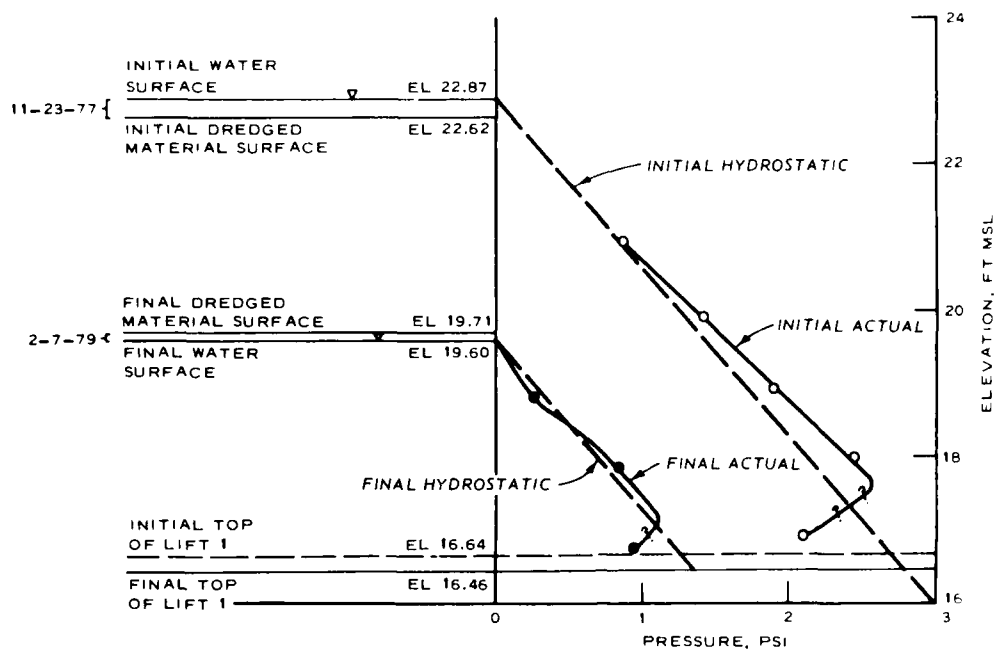 INITIAL WATER
SURFACE EL 22.87
11-23-77 {
INITIAL DREDGED EL 22.62
MATERIAL SURFACE
FINAL DREDGED
MATERIAL SURFACE EL 19.71
2-7-79 {
FINAL WATER EL 19.60
SURFACE
INITIAL TOP
OF LIFT 1 EL 16.64
FINAL TOP EL 16.46
OF LIFT 1
INITIAL HYDROSTATIC
INITIAL ACTUAL
FINAL ACTUAL
FINAL HYDROSTATIC
?
?
?
24
22
20
18
16
ELEVATION, FT MSL
0 1 2 3
PRESSURE, PSI